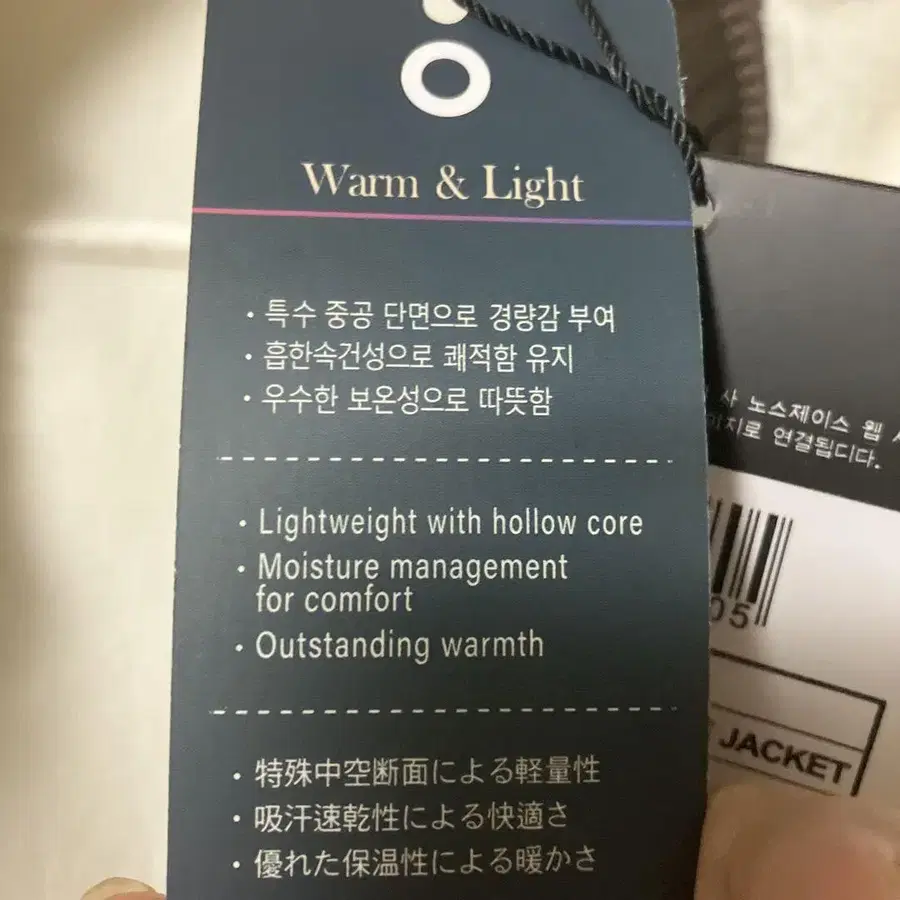 Warm & Light
• 특수 중공 단면으로 경량감 부여
• 흡한속건성으로 쾌적함 유지
• 우수한 보온성으로 따뜻함
• Lightweight with hollow core
• Moisture management
for comfort
• Outstanding warmth
• 特殊中空断面による軽量性
• 吸汗速乾性による快適さ
• 優れた保温性による暖かさ
사 노스제이스 웹
지로 연결됩디다.
05
JACKET